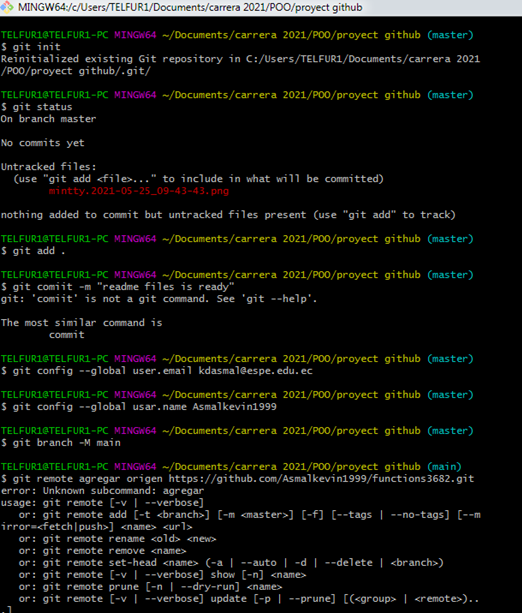 MINGW64:/c/Users/TELFUR1/Documents/carrera 2021/POO/proyect github
TELFUR1@TELFUR1-PC MINGW64 ~/Documents/carrera 2021/POO/proyect github (master)
$ git init
Reinitialized existing Git repository in C:/Users/TELFUR1/Documents/carrera 2021
/POO/proyect github/.git/
TELFUR1@TELFUR1-PC MINGW64 ~/Documents/carrera 2021/POO/proyect github (master)
$ git status
On branch master
No commits yet
Untracked files:
(use "git add <file>..." to include in what will be committed)
mintty.2021-05-25_09-43-43.png
nothing added to commit but untracked files present (use "git add" to track)
TELFUR1@TELFUR1-PC MINGW64 ~/Documents/carrera 2021/POO/proyect github (master)
$ git add .
TELFUR1@TELFUR1-PC MINGW64 ~/Documents/carrera 2021/POO/proyect github (master)
$ git comiit -m "readme files is ready"
git: 'comiit' is not a git command. See 'git --help'.
The most similar command is
commit
TELFUR1@TELFUR1-PC MINGW64 ~/Documents/carrera 2021/POO/proyect github (master)
$ git config --global user.email kdasmal@espe.edu.ec
TELFUR1@TELFUR1-PC MINGW64 ~/Documents/carrera 2021/POO/proyect github (master)
$ git config --global usar.name Asmalkevin1999
TELFUR1@TELFUR1-PC MINGW64 ~/Documents/carrera 2021/POO/proyect github (master)
$ git branch -M main
TELFUR1@TELFUR1-PC MINGW64 ~/Documents/carrera 2021/POO/proyect github (main)
$ git remote agregar origen https://github.com/Asmalkevin1999/functions3682.git
error: Unknown subcommand: agregar
usage: git remote [-v | --verbose]
or: git remote add [-t <branch>] [-m <master>] [-f] [--tags | --no-tags] [--m
irror=<fetch|push>] <name> <url>
or: git remote rename <old> <new>
or: git remote remove <name>
or: git remote set-head <name> (-a | --auto | -d | --delete | <branch>)
or: git remote [-v | --verbose] show [-n] <name>
or: git remote prune [-n | --dry-run] <name>
or: git remote [-v | --verbose] update [-p | --prune] [(<group> | <remote>)..
.]